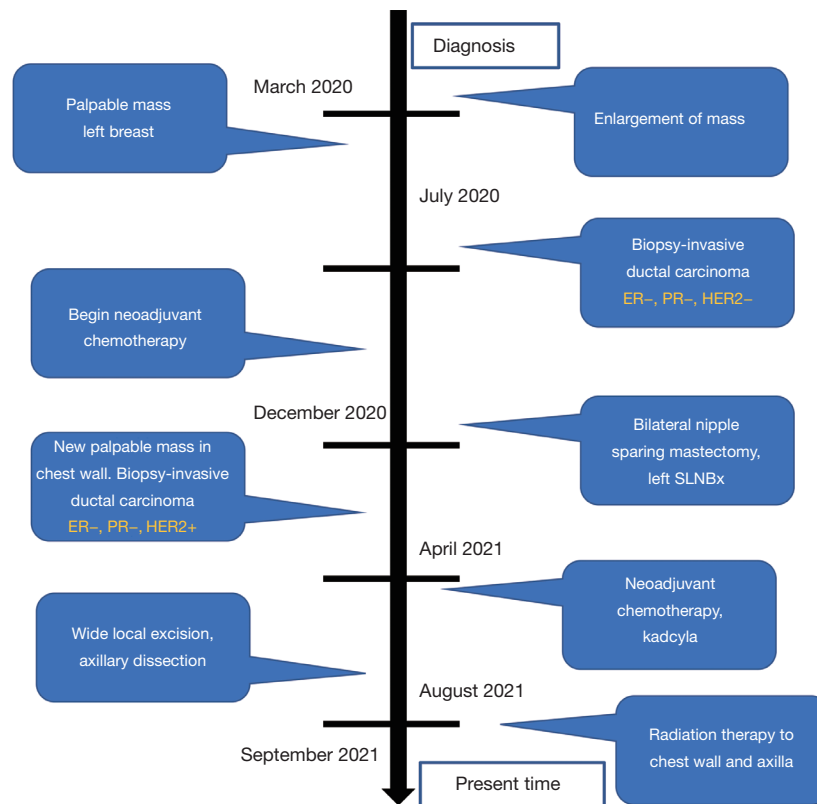 Diagnosis
March 2020
Palpable mass
left breast
Enlargement of mass
July 2020
Biopsy-invasive
ductal carcinoma
ER−, PR−, HER2−
Begin neoadjuvant
chemotherapy
December 2020
Bilateral nipple
sparing mastectomy,
left SLNBx
New palpable mass in
chest wall. Biopsy-invasive
ductal carcinoma
ER−, PR−, HER2+
April 2021
Neoadjuvant
chemotherapy,
kadcyla
Wide local excision,
axillary dissection
August 2021
Radiation therapy to
chest wall and axilla
September 2021
Present time